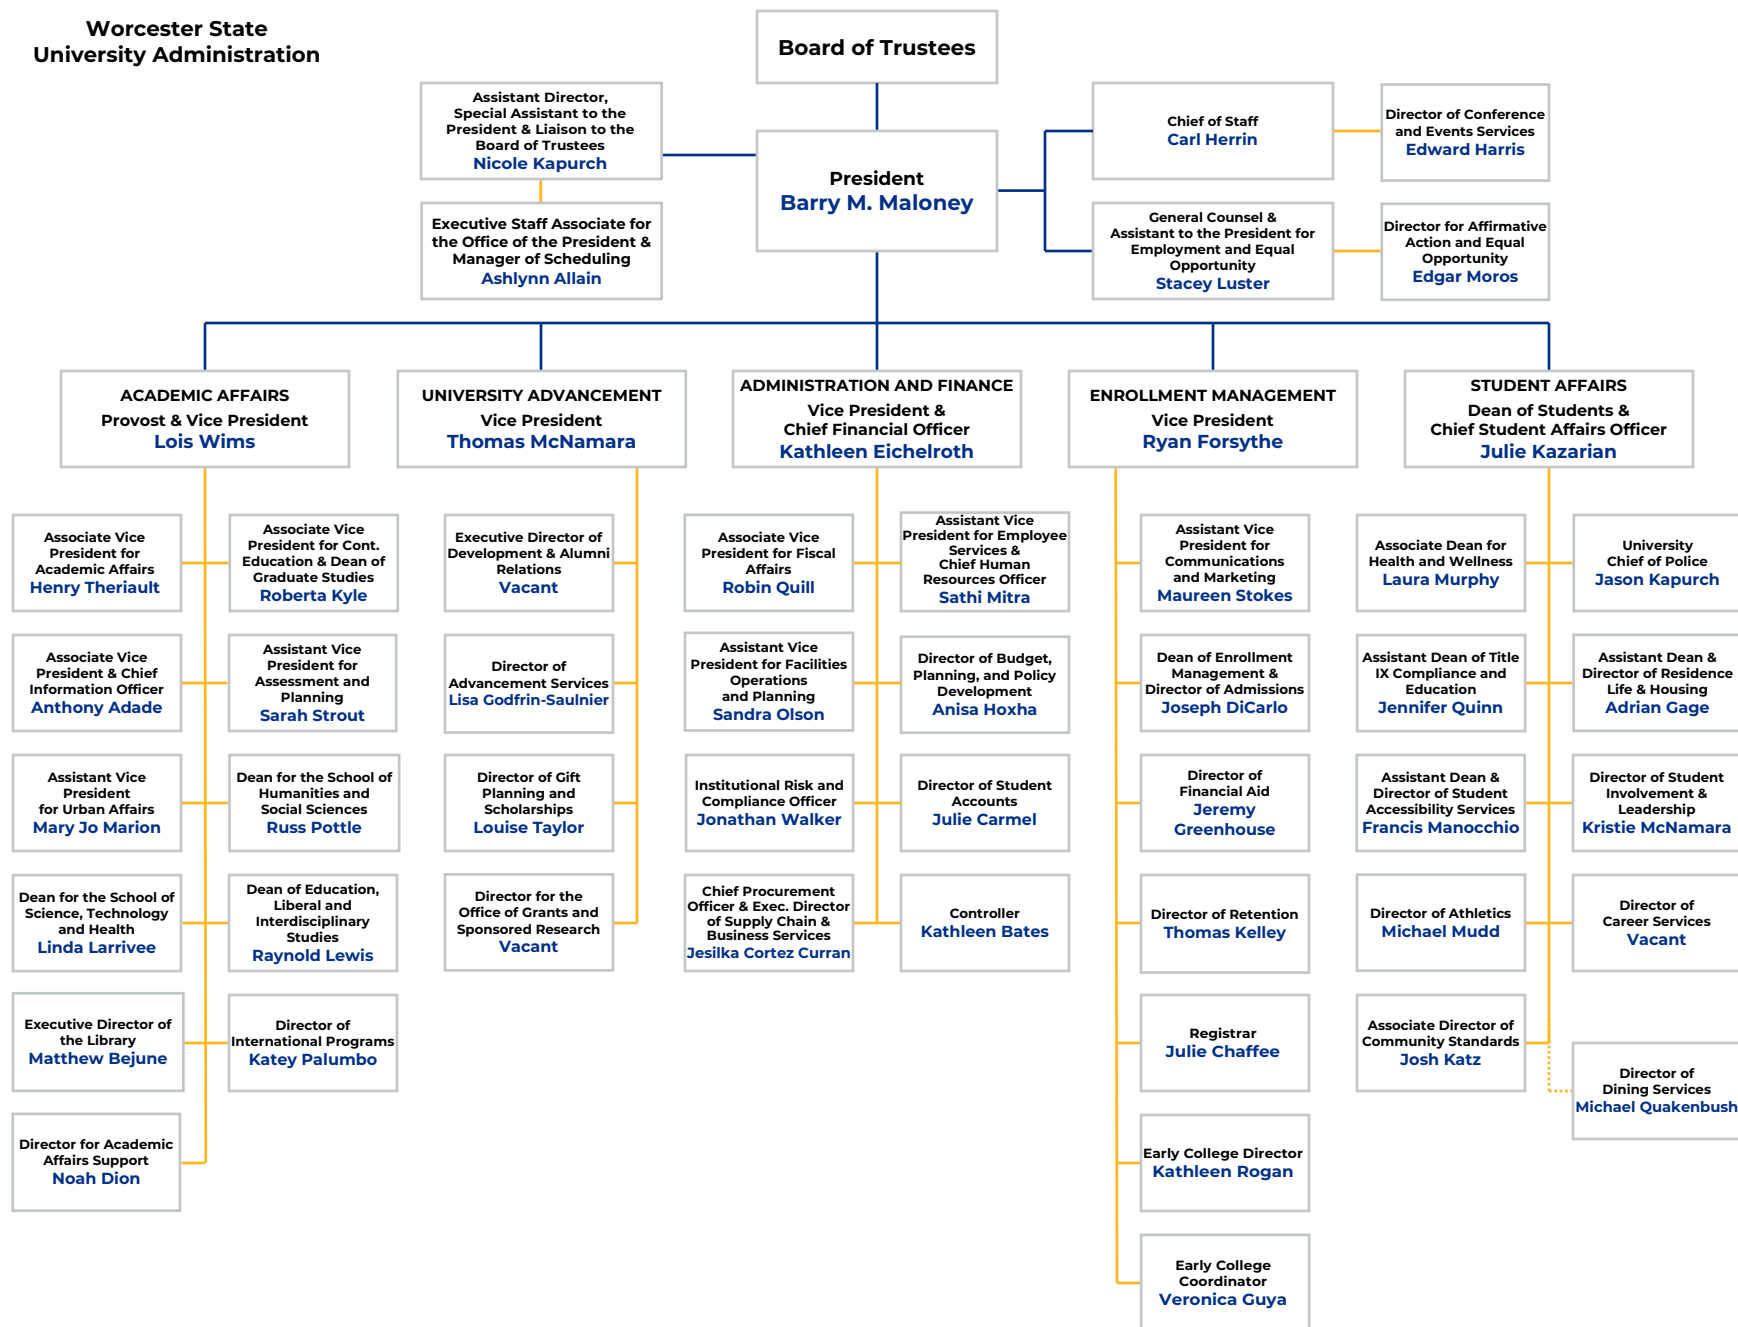 Worcester State
University Administration
Board of Trustees
Assistant Director,
Special Assistant to the
President & Liaison to the
Board of Trustees
Nicole Kapurch
Executive Staff Associate for
the Office of the President &
Manager of Scheduling
Ashlynn Allain
President
Barry M. Maloney
Chief of Staff
Carl Herrin
Director of Conference
and Events Services
Edward Harris
General Counsel &
Assistant to the President for
Employment and Equal
Opportunity
Stacey Luster
Director for Affirmative
Action and Equal
Opportunity
Edgar Moros
ACADEMIC AFFAIRS
Provost & Vice President
Lois Wims
UNIVERSITY ADVANCEMENT
Vice President
Thomas McNamara
ADMINISTRATION AND FINANCE
Vice President &
Chief Financial Officer
Kathleen Eichelroth
ENROLLMENT MANAGEMENT
Vice President
Ryan Forsythe
STUDENT AFFAIRS
Dean of Students &
Chief Student Affairs Officer
Julie Kazarian
Associate Vice
President for
Academic Affairs
Henry Theriault
Associate Vice
President for Cont.
Education & Dean of
Graduate Studies
Roberta Kyle
Associate Vice
President & Chief
Information Officer
Anthony Adade
Assistant Vice
President for
Assessment and
Planning
Sarah Strout
Assistant Vice
President
for Urban Affairs
Mary Jo Marion
Dean for the School of
Humanities and
Social Sciences
Russ Pottle
Dean for the School of
Science, Technology
and Health
Linda Larrivee
Dean of Education,
Liberal and
Interdisciplinary
Studies
Raynold Lewis
Executive Director of
the Library
Matthew Bejune
Director of
International Programs
Katey Palumbo
Director for Academic
Affairs Support
Noah Dion
Executive Director of
Development & Alumni
Relations
Vacant
Director of
Advancement Services
Lisa Godfrin-Saulnier
Director of Gift
Planning and
Scholarships
Louise Taylor
Director for the
Office of Grants and
Sponsored Research
Vacant
Associate Vice
President for Fiscal
Affairs
Robin Quill
Assistant Vice
President for Employee
Services &
Chief Human
Resources Officer
Sathi Mitra
Assistant Vice
President for Facilities
Operations
and Planning
Sandra Olson
Director of Budget,
Planning, and Policy
Development
Anisa Hoxha
Institutional Risk and
Compliance Officer
Jonathan Walker
Director of Student
Accounts
Julie Carmel
Chief Procurement
Officer & Exec. Director
of Supply Chain &
Business Services
Jesilka Cortez Curran
Controller
Kathleen Bates
Assistant Vice
President for
Communications
and Marketing
Maureen Stokes
Dean of Enrollment
Management &
Director of Admissions
Joseph DiCarlo
Director of
Financial Aid
Jeremy
Greenhouse
Director of Retention
Thomas Kelley
Registrar
Julie Chaffee
Early College Director
Kathleen Rogan
Early College
Coordinator
Veronica Guya
Associate Dean for
Health and Wellness
Laura Murphy
University
Chief of Police
Jason Kapurch
Assistant Dean of Title
IX Compliance and
Education
Jennifer Quinn
Assistant Dean &
Director of Residence
Life & Housing
Adrian Gage
Assistant Dean &
Director of Student
Accessibility Services
Francis Manocchio
Director of Student
Involvement &
Leadership
Kristie McNamara
Director of Athletics
Michael Mudd
Director of
Career Services
Vacant
Associate Director of
Community Standards
Josh Katz
Director of
Dining Services
Michael Quakenbush